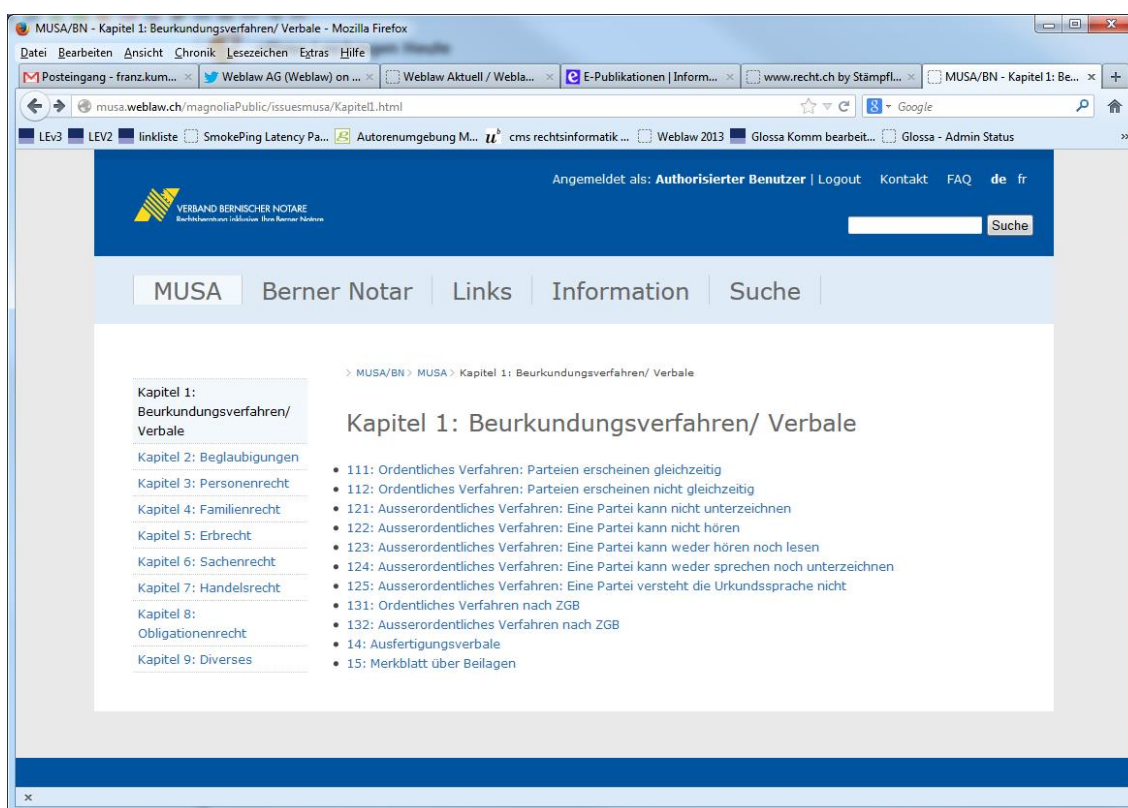 MUSA/BN - Kapitel 1: Beurkundungsverfahren/ Verbale - Mozilla Firefox
Datei Bearbeiten Ansicht Chronik Lesezeichen Extras Hilfe
Posteingang - franz.kum... Weblaw AG (Weblaw) on ... Weblaw Aktuell / Webla... E-Publikationen | Inform... www.recht.ch by Stämpfl... MUSA/BN - Kapitel 1: Be...
musa.weblaw.ch/magnoliaPublic/issuesmusa/Kapitel1.html Google
LEv3 LEV2 linkliste SmokePing Latency Pa... Autorenumgebung M... cms rechtsinformatik ... Weblaw 2013 Glossa Komm bearbeit... Glossa - Admin Status »
Angemeldet als: Authorisierter Benutzer | Logout Kontakt FAQ de fr
VERBAND BERNISCHER NOTARE
Rechtsberatung inklusive. Ihre Berner Notare
Suche
MUSA Berner Notar Links Information Suche
> MUSA/BN > MUSA > Kapitel 1: Beurkundungsverfahren/ Verbale
Kapitel 1:
Beurkundungsverfahren/
Verbale
Kapitel 2: Beglaubigungen
Kapitel 3: Personenrecht
Kapitel 4: Familienrecht
Kapitel 5: Erbrecht
Kapitel 6: Sachenrecht
Kapitel 7: Handelsrecht
Kapitel 8:
Obligationenrecht
Kapitel 9: Diverses
Kapitel 1: Beurkundungsverfahren/ Verbale
111: Ordentliches Verfahren: Parteien erscheinen gleichzeitig
112: Ordentliches Verfahren: Parteien erscheinen nicht gleichzeitig
121: Ausserordentliches Verfahren: Eine Partei kann nicht unterzeichnen
122: Ausserordentliches Verfahren: Eine Partei kann nicht hören
123: Ausserordentliches Verfahren: Eine Partei kann weder hören noch lesen
124: Ausserordentliches Verfahren: Eine Partei kann weder sprechen noch unterzeichnen
125: Ausserordentliches Verfahren: Eine Partei versteht die Urkundssprache nicht
131: Ordentliches Verfahren nach ZGB
132: Ausserordentliches Verfahren nach ZGB
14: Ausfertigungsverbale
15: Merkblatt über Beilagen